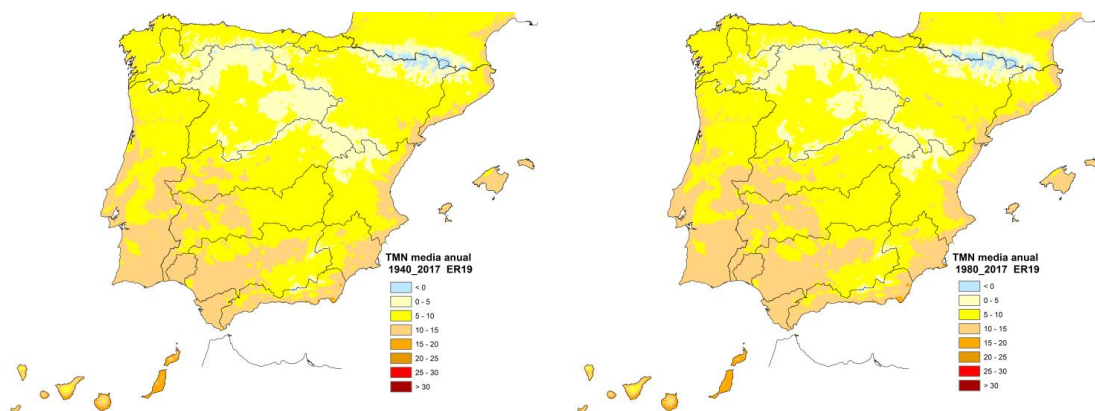 TMN media anual
1940_2017 ER19
< 0
0 - 5
5 - 10
10 - 15
15 - 20
20 - 25
25 - 30
> 30
TMN media anual
1980_2017 ER19
< 0
0 - 5
5 - 10
10 - 15
15 - 20
20 - 25
25 - 30
> 30